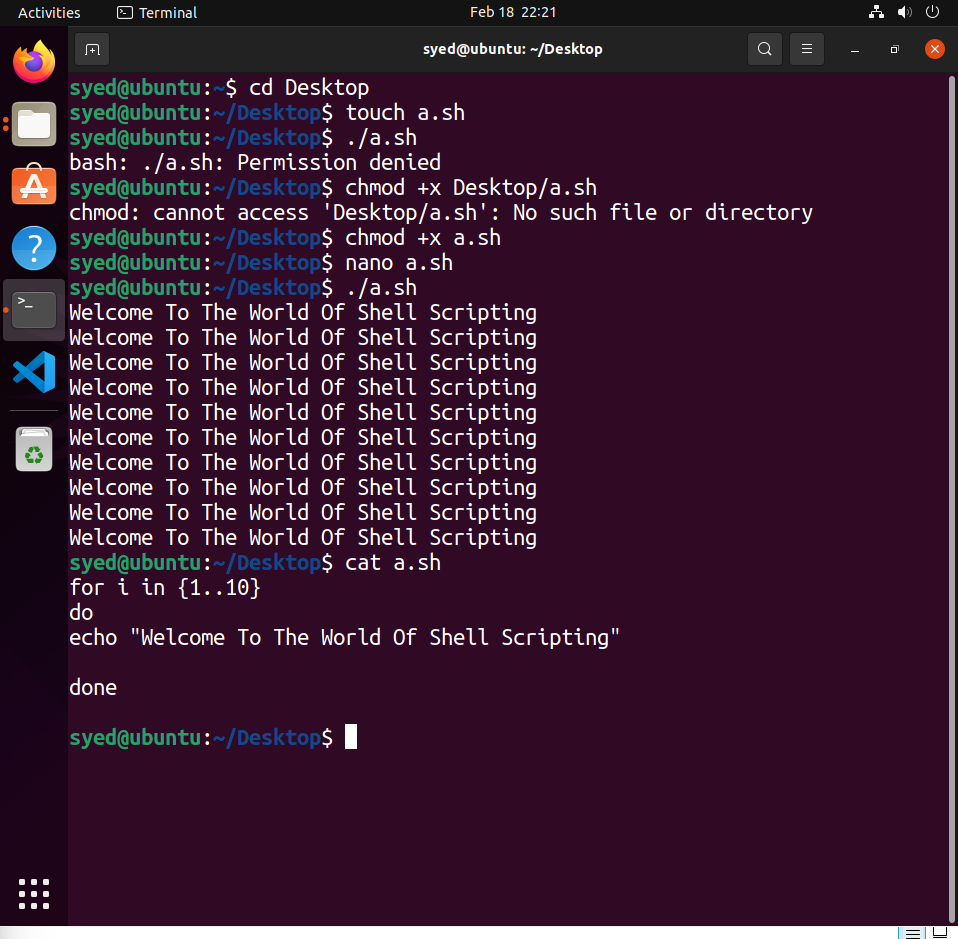 Activities
Terminal
Feb 18 22:21
syed@ubuntu: ~/Desktop
syed@ubuntu:~$ cd Desktop
syed@ubuntu:~/Desktop$ touch a.sh
syed@ubuntu:~/Desktop$ ./a.sh
bash: ./a.sh: Permission denied
syed@ubuntu:~/Desktop$ chmod +x Desktop/a.sh
chmod: cannot access 'Desktop/a.sh': No such file or directory
syed@ubuntu:~/Desktop$ chmod +x a.sh
syed@ubuntu:~/Desktop$ nano a.sh
syed@ubuntu:~/Desktop$ ./a.sh
Welcome To The World Of Shell Scripting
Welcome To The World Of Shell Scripting
Welcome To The World Of Shell Scripting
Welcome To The World Of Shell Scripting
Welcome To The World Of Shell Scripting
Welcome To The World Of Shell Scripting
Welcome To The World Of Shell Scripting
Welcome To The World Of Shell Scripting
Welcome To The World Of Shell Scripting
Welcome To The World Of Shell Scripting
syed@ubuntu:~/Desktop$ cat a.sh
for i in {1..10}
do
echo "Welcome To The World Of Shell Scripting"
done
syed@ubuntu:~/Desktop$